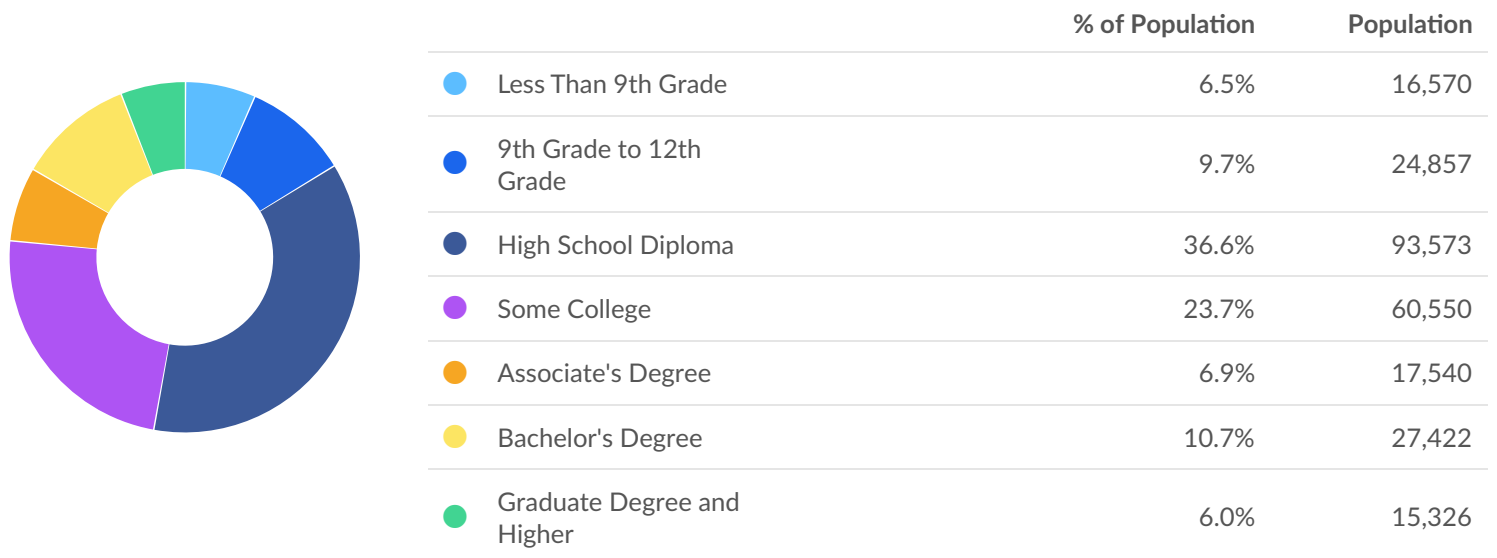 % of Population Population
Less Than 9th Grade 6.5% 16,570
9th Grade to 12th
Grade 9.7% 24,857
High School Diploma 36.6% 93,573
Some College 23.7% 60,550
Associate's Degree 6.9% 17,540
Bachelor's Degree 10.7% 27,422
Graduate Degree and
Higher 6.0% 15,326